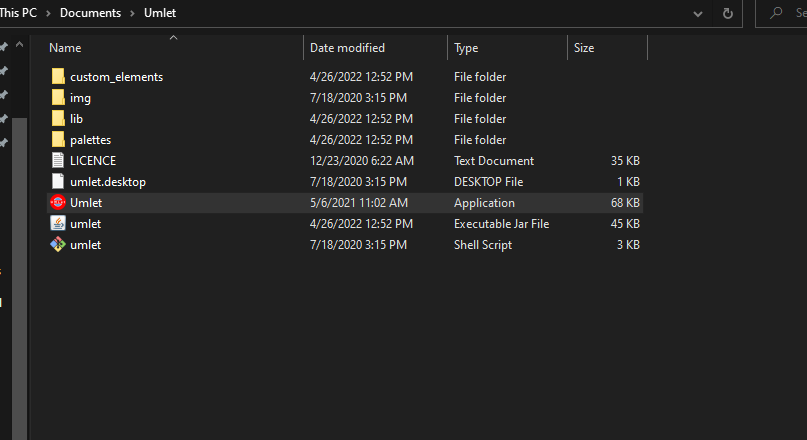 This PC > Documents > Umlet Se
Name Date modified Type Size
custom_elements 4/26/2022 12:52 PM File folder
img 7/18/2020 3:15 PM File folder
lib 4/26/2022 12:52 PM File folder
palettes 4/26/2022 12:52 PM File folder
LICENCE 12/23/2020 6:22 AM Text Document 35 KB
umlet.desktop 7/18/2020 3:15 PM DESKTOP File 1 KB
Umlet 5/6/2021 11:02 AM Application 68 KB
umlet 4/26/2022 12:52 PM Executable Jar File 45 KB
umlet 7/18/2020 3:15 PM Shell Script 3 KB